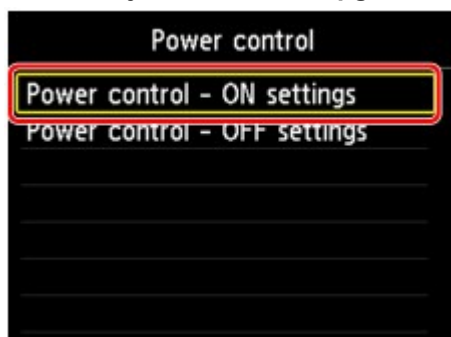 Power control
Power control – ON settings
Power control – OFF settings